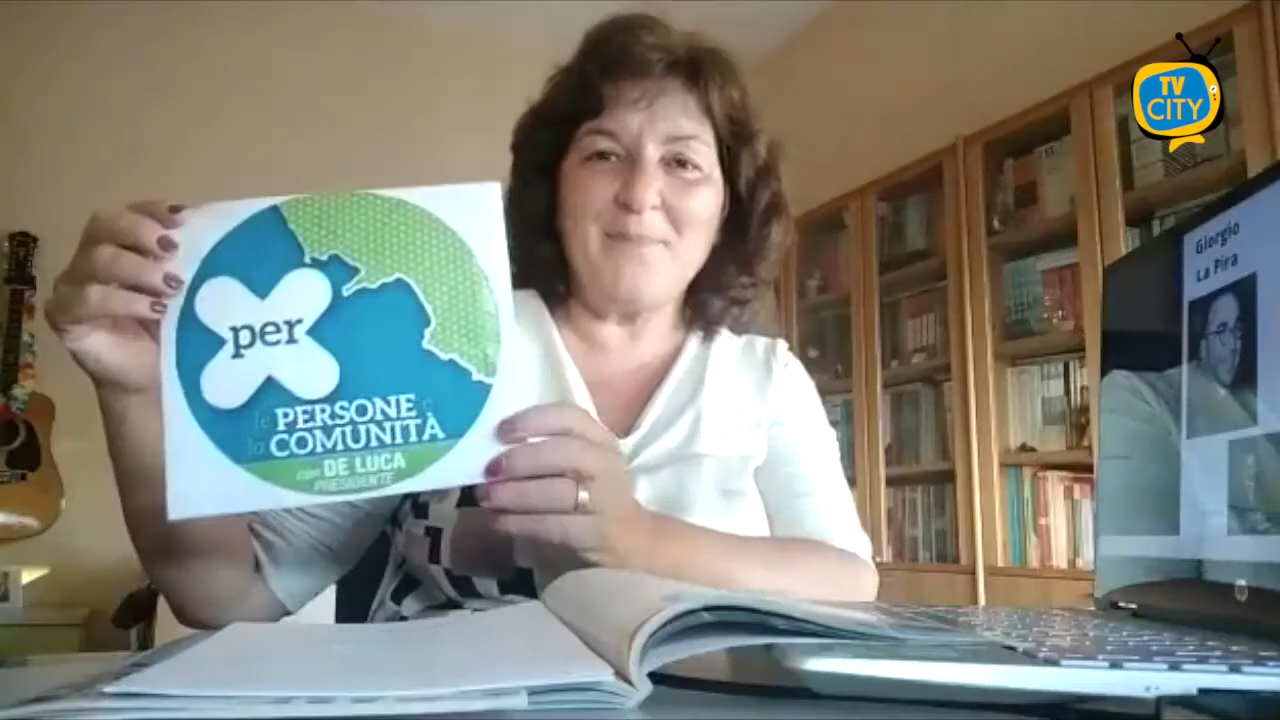 TV
CITY
Giorgio
La Pira
per
le PERSONE e
la COMUNITÀ
con DE LUCA
PRESIDENTE